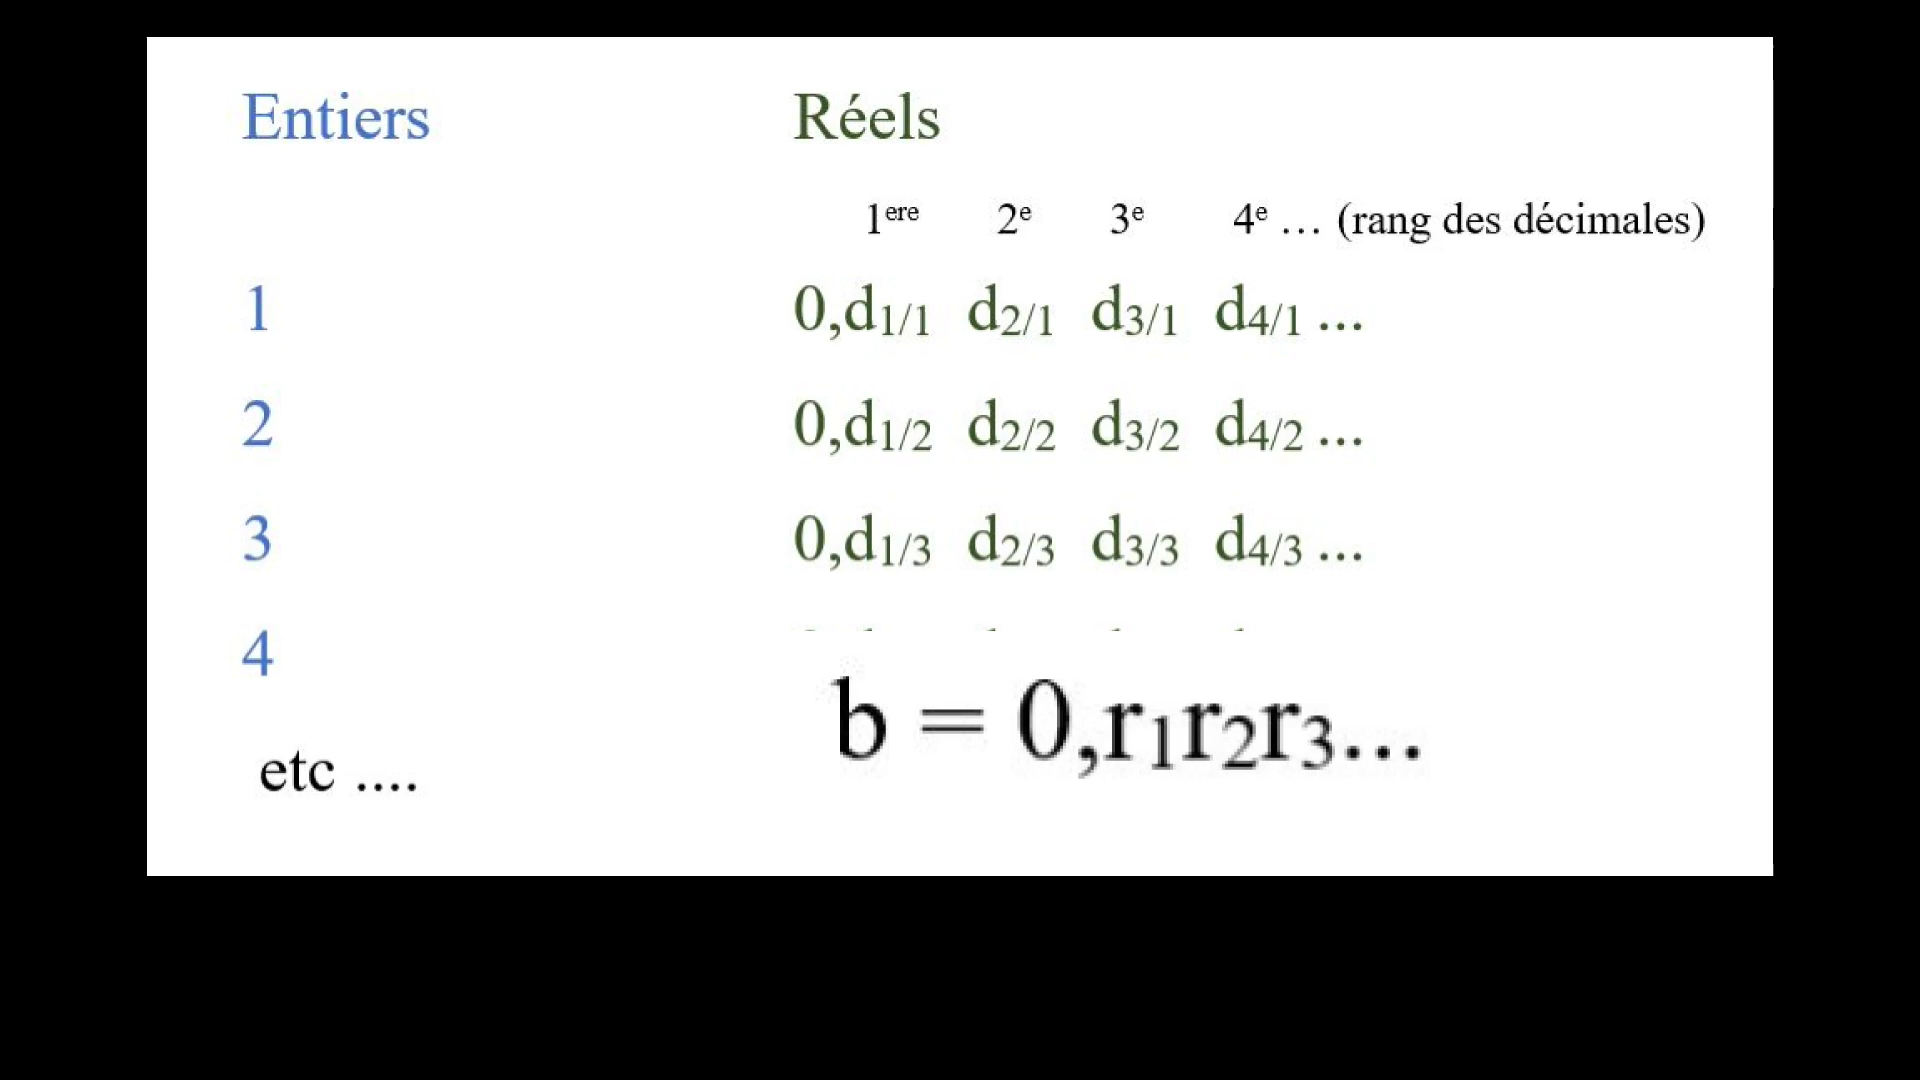 Entiers Réels
1ere 2e 3e 4e … (rang des décimales)
1 0,d1/1 d2/1 d3/1 d4/1 ...
2 0,d1/2 d2/2 d3/2 d4/2 ...
3 0,d1/3 d2/3 d3/3 d4/3 ...
4
b = 0,r1r2r3...
etc ....